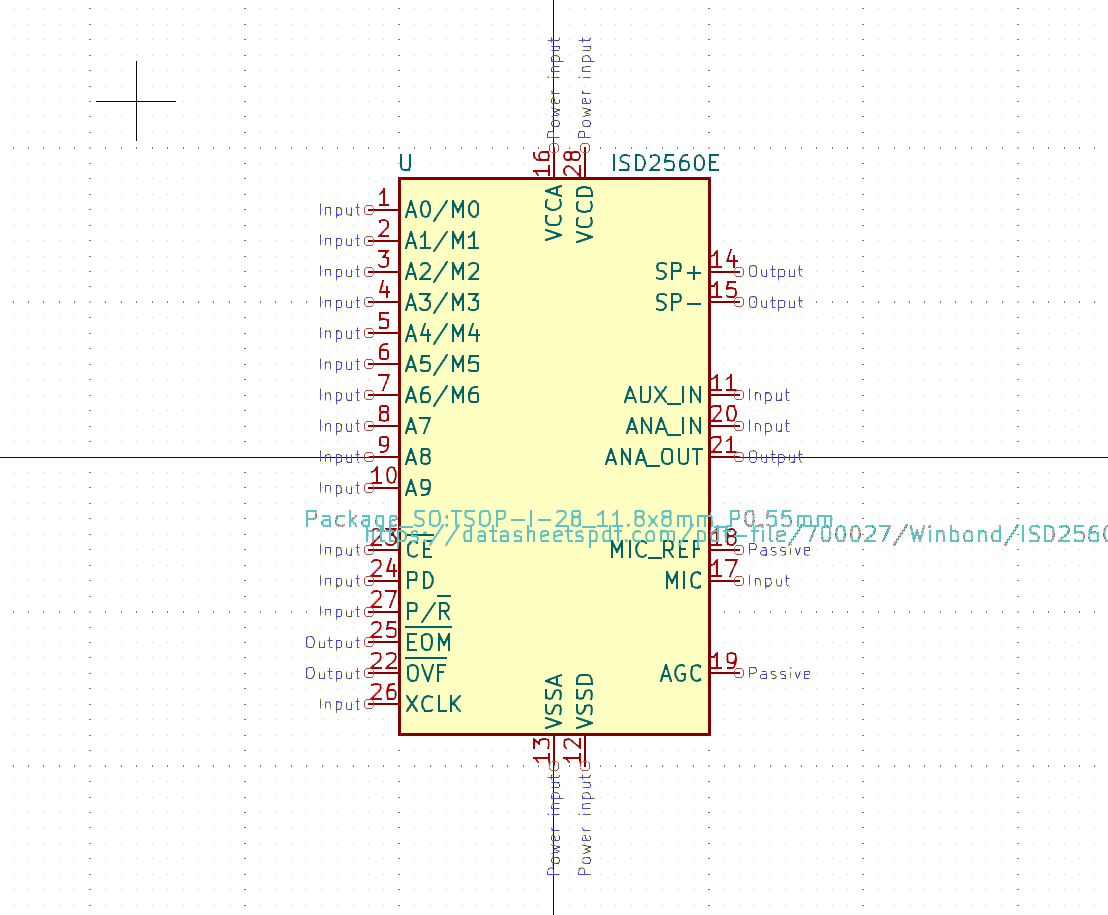 Power input
Power input
16
28
U
ISD2560E
VCCA
VCCD
Input 1 A0/M0
Input 2 A1/M1
Input 3 A2/M2
SP+ 14 Output
Input 4 A3/M3
SP- 15 Output
Input 5 A4/M4
Input 6 A5/M5
Input 7 A6/M6
AUX_IN 11 Input
Input 8 A7
ANA_IN 20 Input
Input 9 A8
ANA_OUT 21 Output
Input 10 A9
Package_SO:TSOP-I-28_11.8x8mm_P0.55mm
https://datasheetspdf.com/pdf-file/700027/Winbond/ISD2560
Input 23 CE
MIC_REF 18 Passive
Input 24 PD
MIC 17 Input
Input 27 P/R
Output 25 EOM
Output 22 OVF
AGC 19 Passive
Input 26 XCLK
VSSA
VSSD
13
12
Power input
Power input